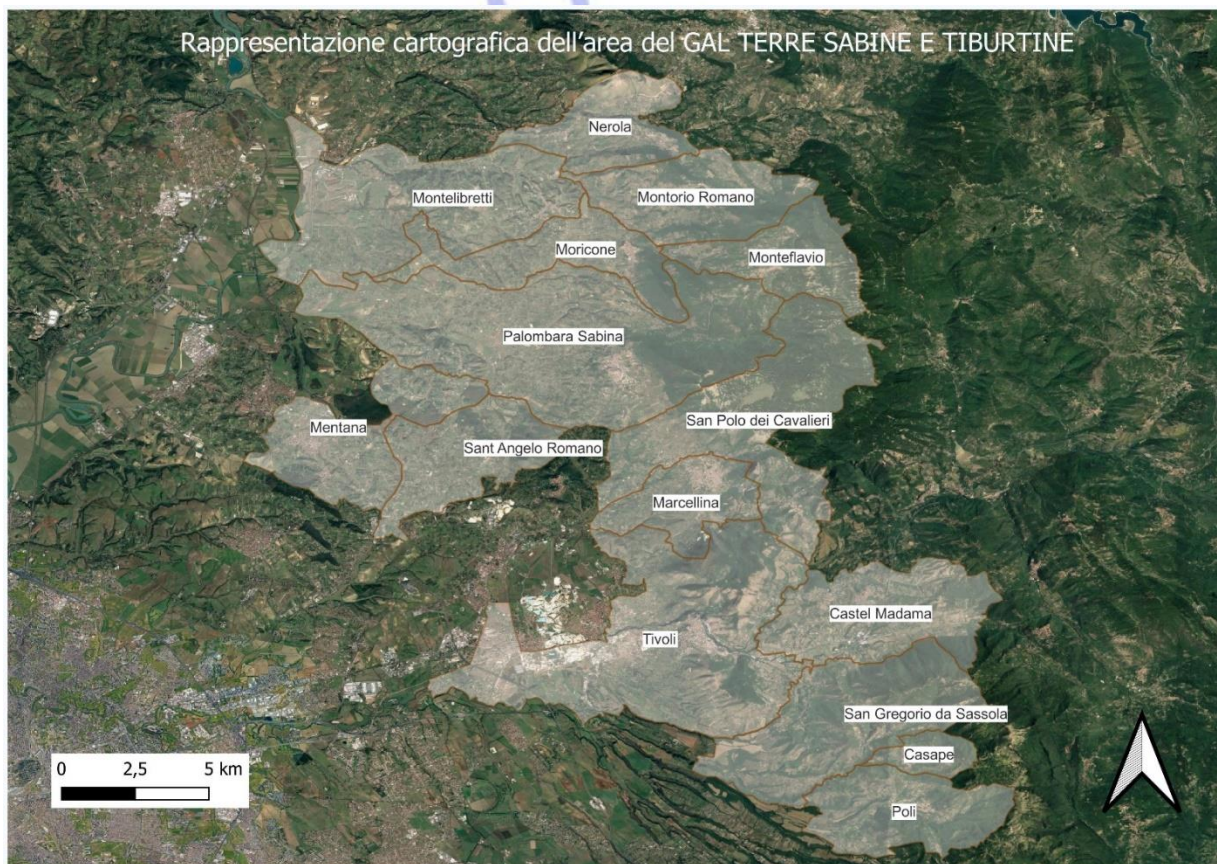 Rappresentazione cartografica dell'area del GAL TERRE SABINE E TIBURTINE
Nerola
Montelibretti
Montorio Romano
Moricone
Monteflavio
Palombara Sabina
San Polo dei Cavalieri
Mentana
Sant Angelo Romano
Marcellina
Castel Madama
Tivoli
San Gregorio da Sassola
Casape
Poli
0 2,5 5 km